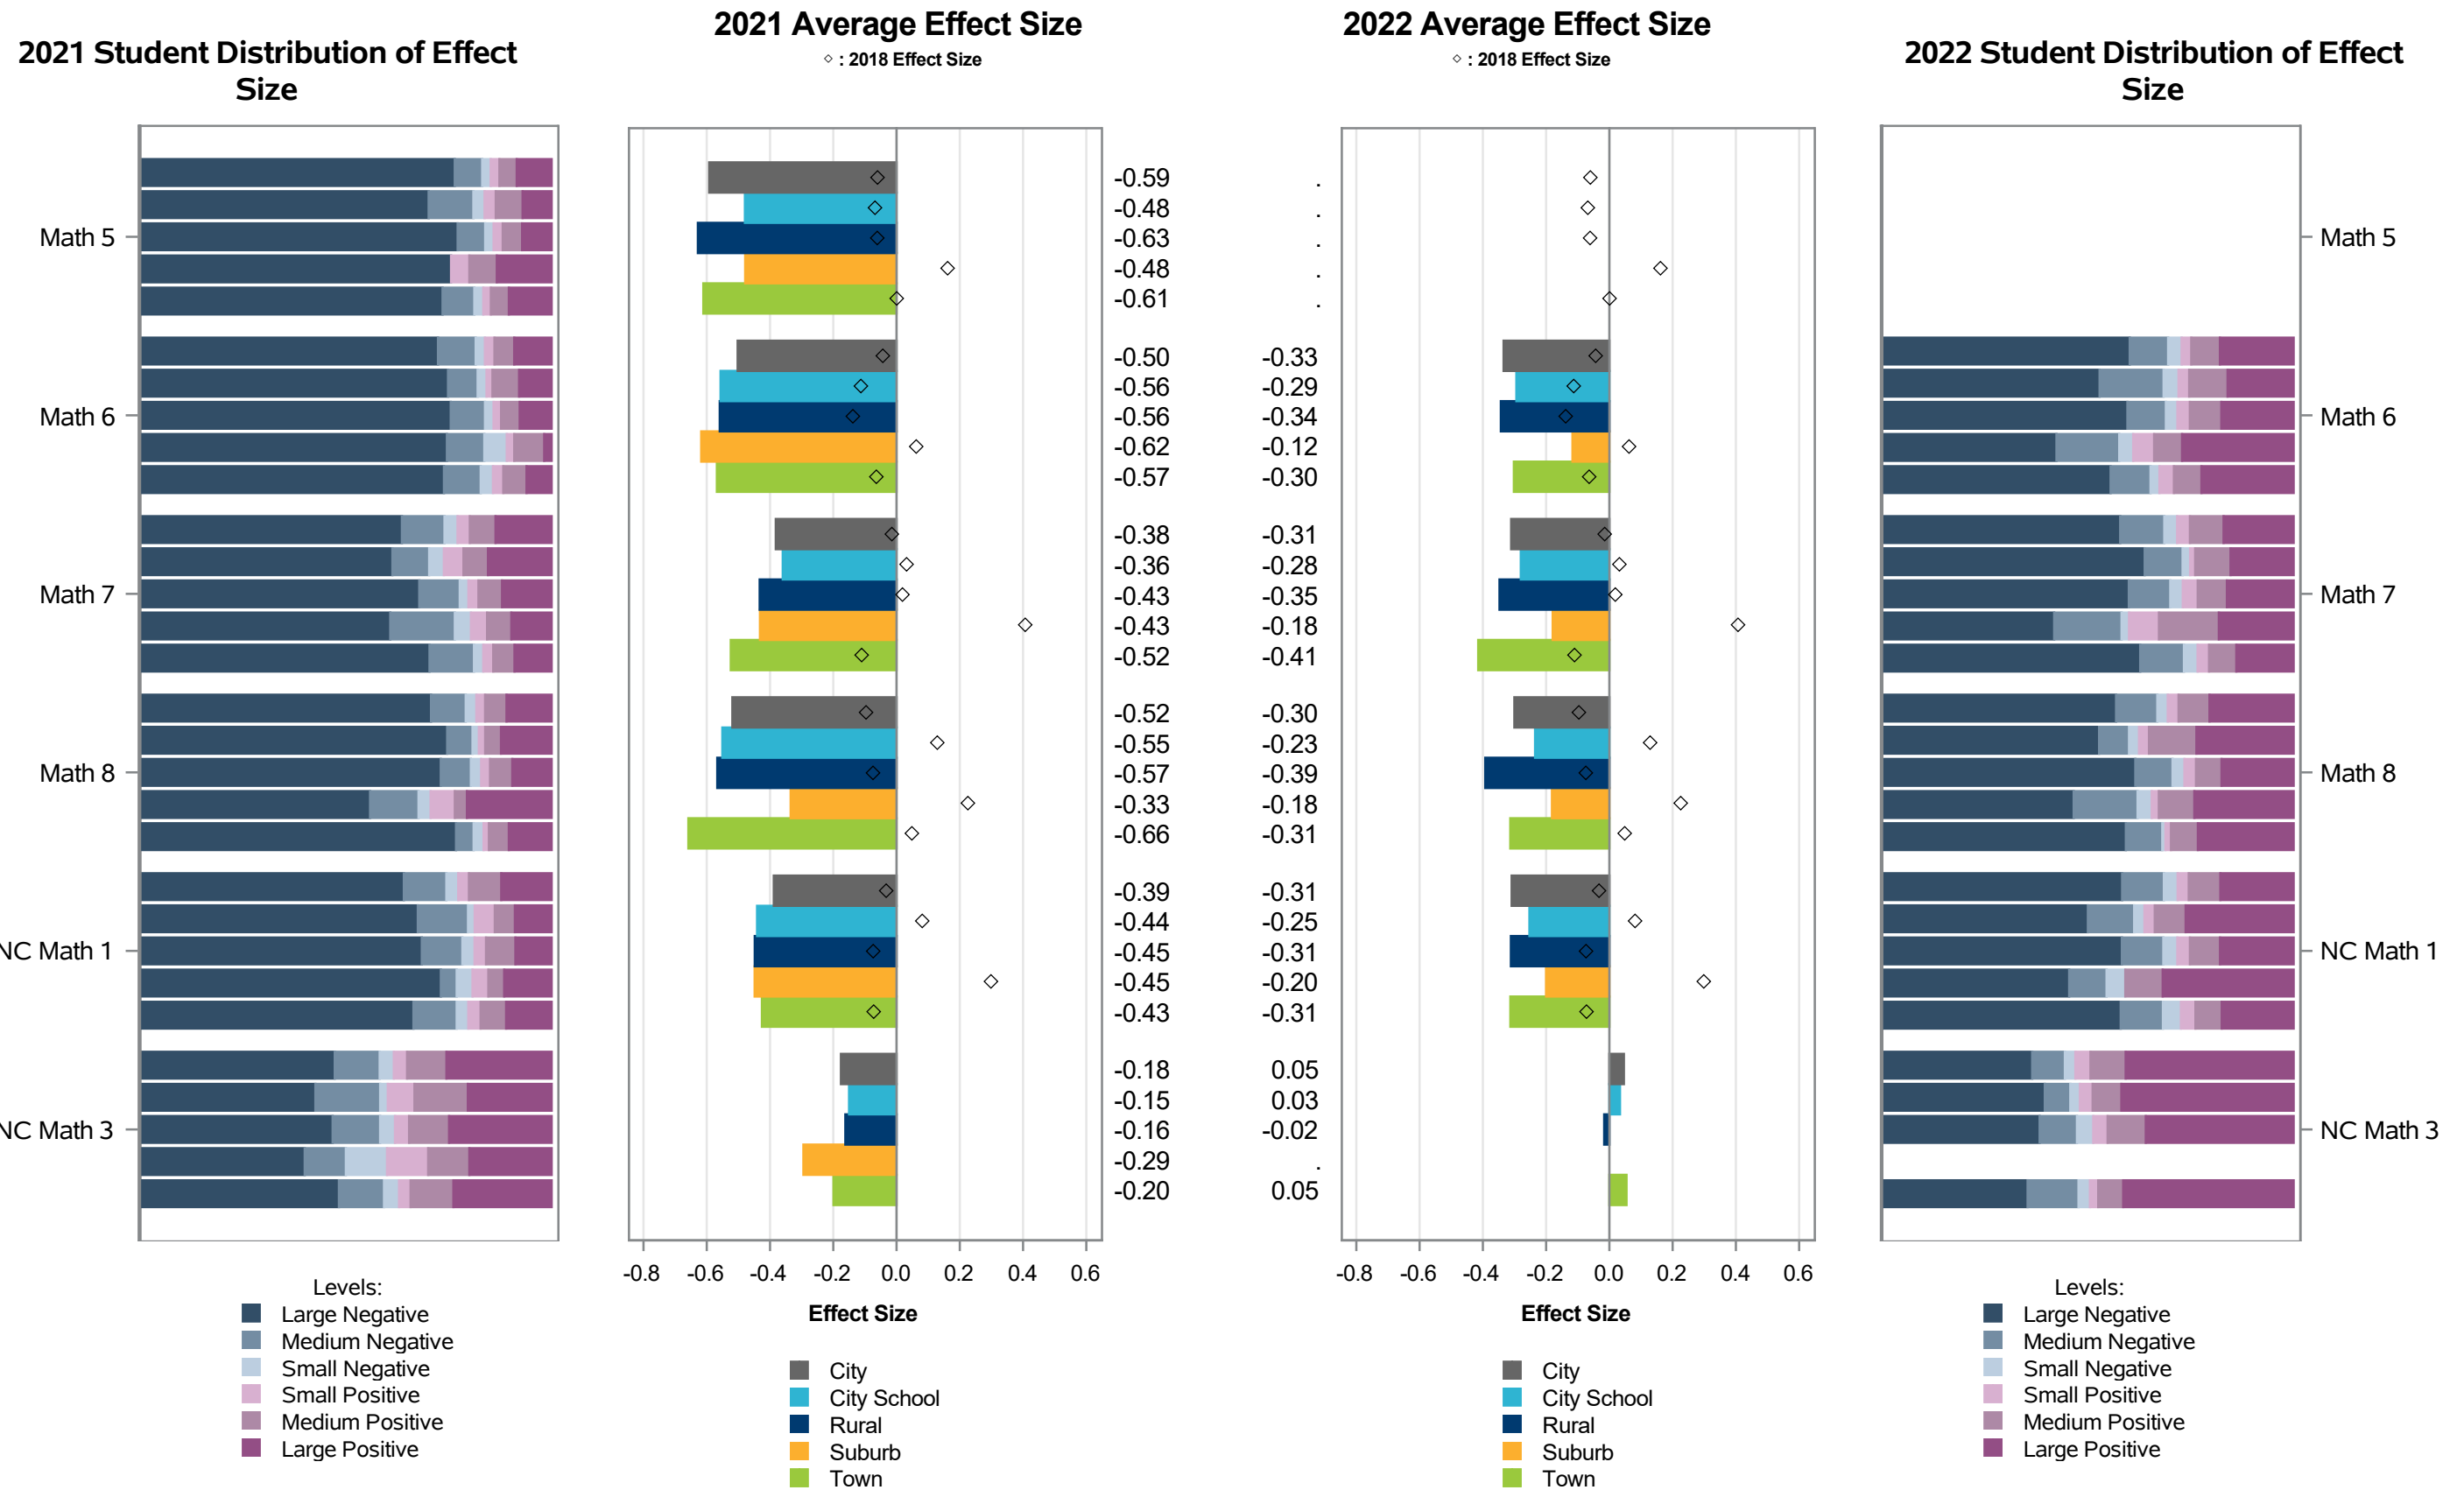 2021 Student Distribution of Effect
Size
2021 Average Effect Size
◇ : 2018 Effect Size
2022 Average Effect Size
◇ : 2018 Effect Size
2022 Student Distribution of Effect
Size
Math 5
Math 6
Math 7
Math 8
NC Math 1
NC Math 3
Levels:
Large Negative
Medium Negative
Small Negative
Small Positive
Medium Positive
Large Positive
-0.59
-0.48
-0.63
-0.48
-0.61
-0.50
-0.56
-0.56
-0.62
-0.57
-0.38
-0.36
-0.43
-0.43
-0.52
-0.52
-0.55
-0.57
-0.33
-0.66
-0.39
-0.44
-0.45
-0.45
-0.43
-0.18
-0.15
-0.16
-0.29
-0.20
-0.8 -0.6 -0.4 -0.2 0.0 0.2 0.4 0.6
Effect Size
City
City School
Rural
Suburb
Town
.
.
.
.
.
-0.33
-0.29
-0.34
-0.12
-0.30
-0.31
-0.28
-0.35
-0.18
-0.41
-0.30
-0.23
-0.39
-0.18
-0.31
-0.31
-0.25
-0.31
-0.20
-0.31
0.05
0.03
-0.02
.
0.05
-0.8 -0.6 -0.4 -0.2 0.0 0.2 0.4 0.6
Effect Size
City
City School
Rural
Suburb
Town
Math 5
Math 6
Math 7
Math 8
NC Math 1
NC Math 3
Levels:
Large Negative
Medium Negative
Small Negative
Small Positive
Medium Positive
Large Positive